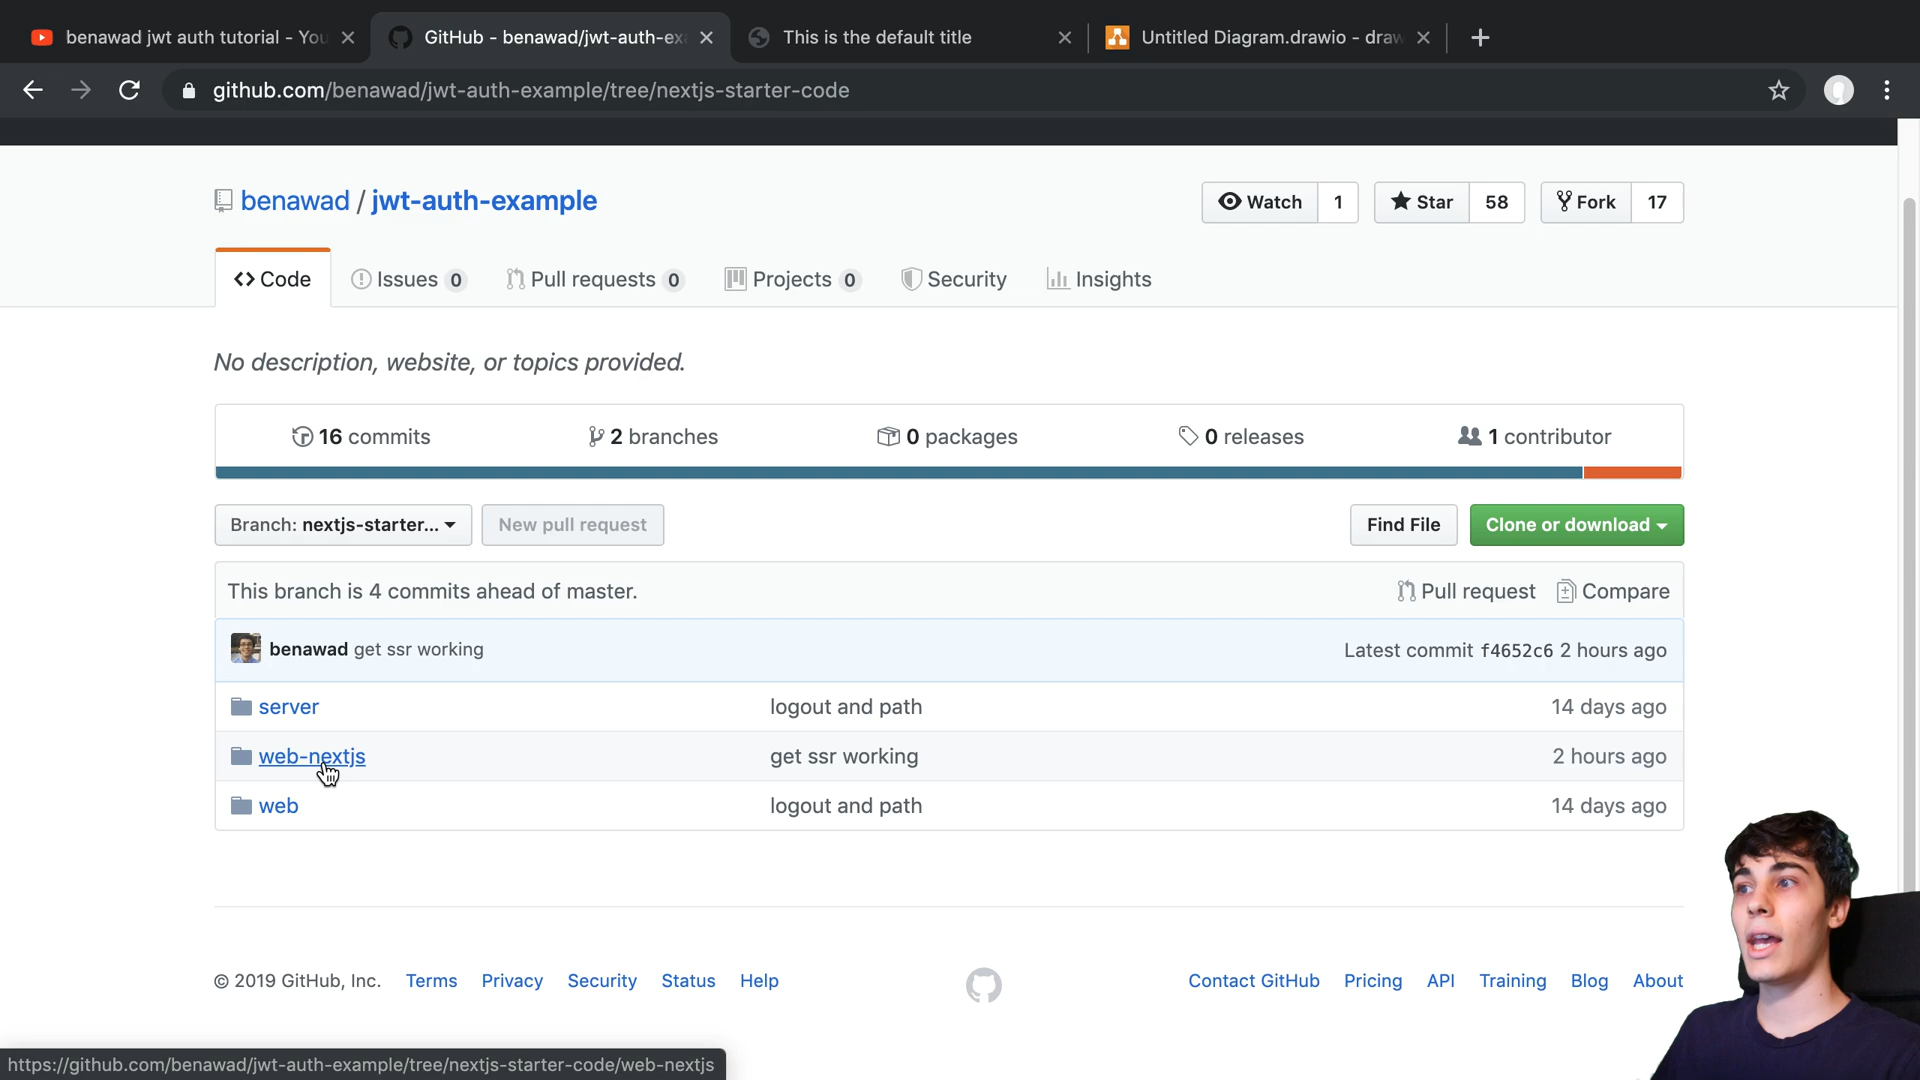 benawad jwt auth tutorial - You
GitHub - benawad/jwt-auth-ex
This is the default title
Untitled Diagram.drawio - draw
github.com/benawad/jwt-auth-example/tree/nextjs-starter-code
benawad / jwt-auth-example
Watch 1
Star 58
Fork 17
Code
Issues 0
Pull requests 0
Projects 0
Security
Insights
No description, website, or topics provided.
16 commits
2 branches
0 packages
0 releases
1 contributor
Branch: nextjs-starter...
New pull request
Find File
Clone or download
This branch is 4 commits ahead of master.
Pull request
Compare
benawad get ssr working
Latest commit f4652c6 2 hours ago
server logout and path 14 days ago
web-nextjs get ssr working 2 hours ago
web logout and path 14 days ago
© 2019 GitHub, Inc. Terms Privacy Security Status Help
Contact GitHub Pricing API Training Blog About
https://github.com/benawad/jwt-auth-example/tree/nextjs-starter-code/web-nextjs